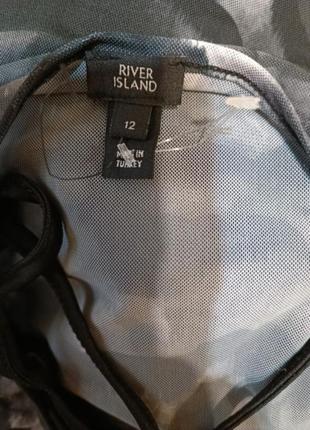 RIVER
ISLAND
12
MADE IN
TURKEY